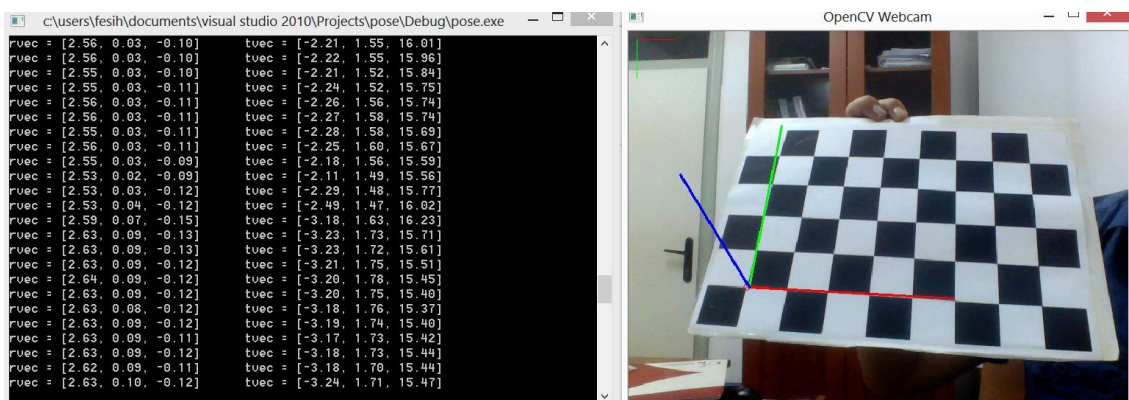 c:\users\fesih\documents\visual studio 2010\Projects\pose\Debug\pose.exe
rvec = [2.56, 0.03, -0.10] tvec = [-2.21, 1.55, 16.01]
rvec = [2.56, 0.03, -0.10] tvec = [-2.22, 1.55, 15.96]
rvec = [2.56, 0.03, -0.10] tvec = [-2.21, 1.52, 15.84]
rvec = [2.55, 0.03, -0.11] tvec = [-2.24, 1.52, 15.75]
rvec = [2.56, 0.03, -0.11] tvec = [-2.26, 1.56, 15.74]
rvec = [2.56, 0.03, -0.11] tvec = [-2.27, 1.58, 15.74]
rvec = [2.55, 0.03, -0.11] tvec = [-2.28, 1.58, 15.69]
rvec = [2.56, 0.03, -0.11] tvec = [-2.25, 1.60, 15.67]
rvec = [2.55, 0.03, -0.09] tvec = [-2.18, 1.56, 15.59]
rvec = [2.53, 0.02, -0.09] tvec = [-2.11, 1.49, 15.56]
rvec = [2.53, 0.03, -0.12] tvec = [-2.29, 1.48, 15.77]
rvec = [2.53, 0.04, -0.12] tvec = [-2.49, 1.47, 16.02]
rvec = [2.59, 0.07, -0.15] tvec = [-3.18, 1.63, 16.23]
rvec = [2.63, 0.09, -0.13] tvec = [-3.23, 1.73, 15.71]
rvec = [2.63, 0.09, -0.12] tvec = [-3.23, 1.72, 15.61]
rvec = [2.63, 0.09, -0.12] tvec = [-3.21, 1.75, 15.51]
rvec = [2.64, 0.09, -0.12] tvec = [-3.20, 1.78, 15.45]
rvec = [2.63, 0.09, -0.12] tvec = [-3.20, 1.75, 15.40]
rvec = [2.63, 0.08, -0.12] tvec = [-3.18, 1.76, 15.37]
rvec = [2.63, 0.09, -0.12] tvec = [-3.19, 1.74, 15.40]
rvec = [2.63, 0.09, -0.11] tvec = [-3.17, 1.73, 15.42]
rvec = [2.63, 0.09, -0.12] tvec = [-3.18, 1.73, 15.44]
rvec = [2.62, 0.09, -0.11] tvec = [-3.18, 1.70, 15.44]
rvec = [2.63, 0.10, -0.12] tvec = [-3.24, 1.71, 15.47]
OpenCV Webcam